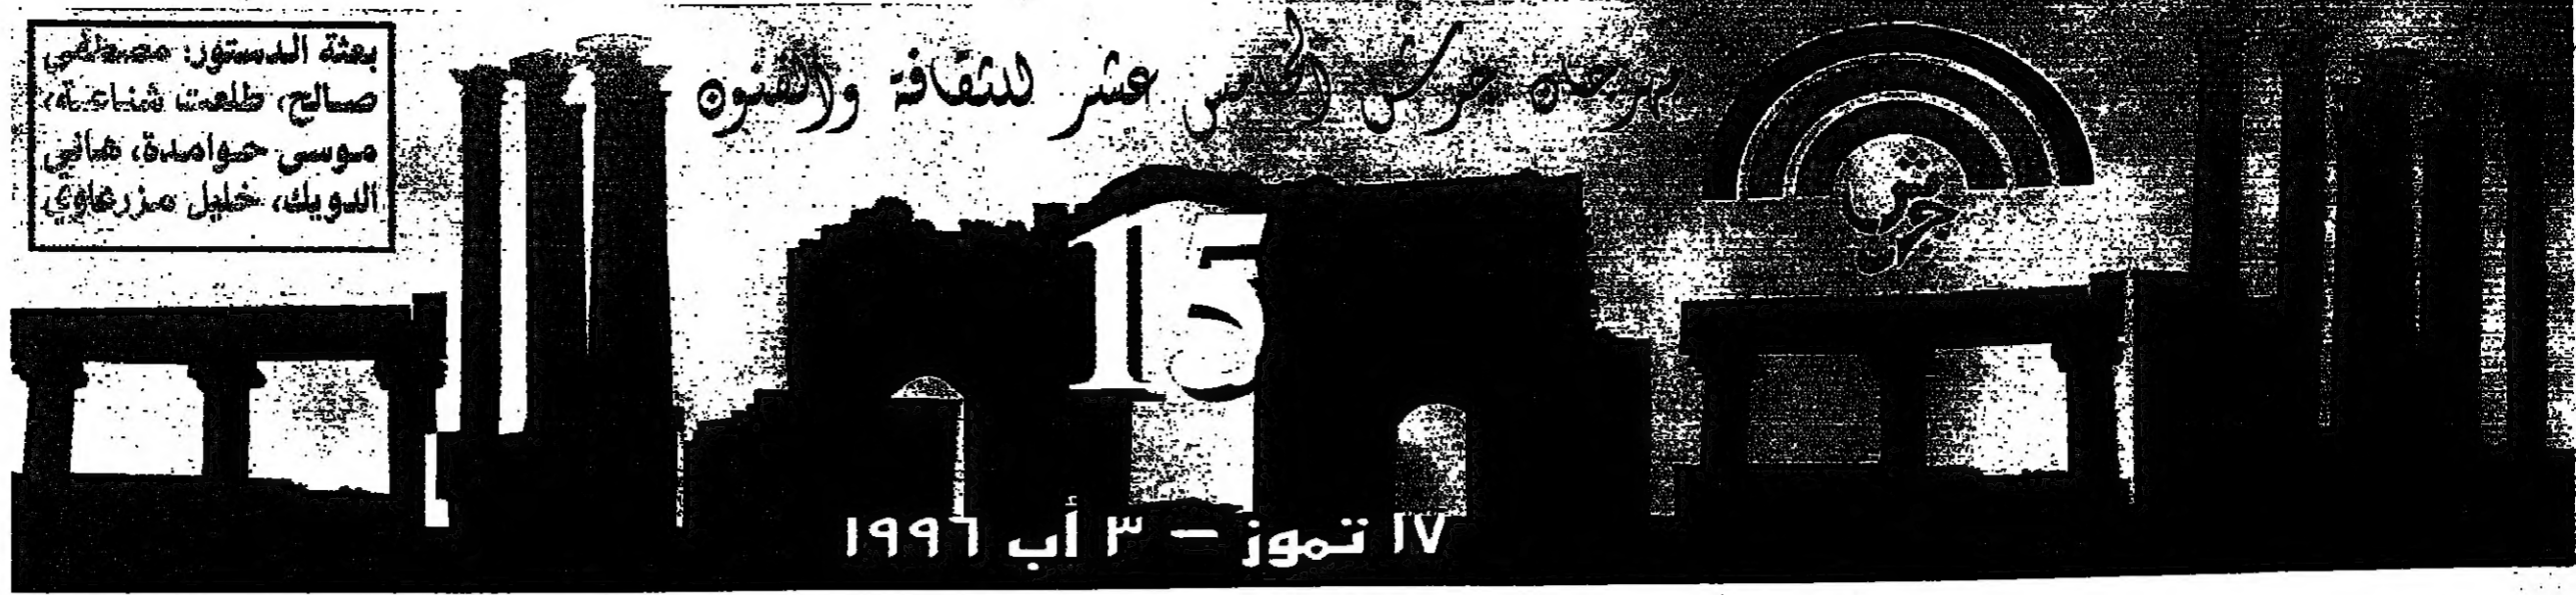 مهرجان جرش الخامس عشر للثقافة والفنون
جرش
15
١٧ تموز - ٣ أب ١٩٩٦
بعثة الدستور: مصطفى
صالح، طلعت شناعة،
موسى حوامدة، هاني
الدويك، خليل مزرعاوي